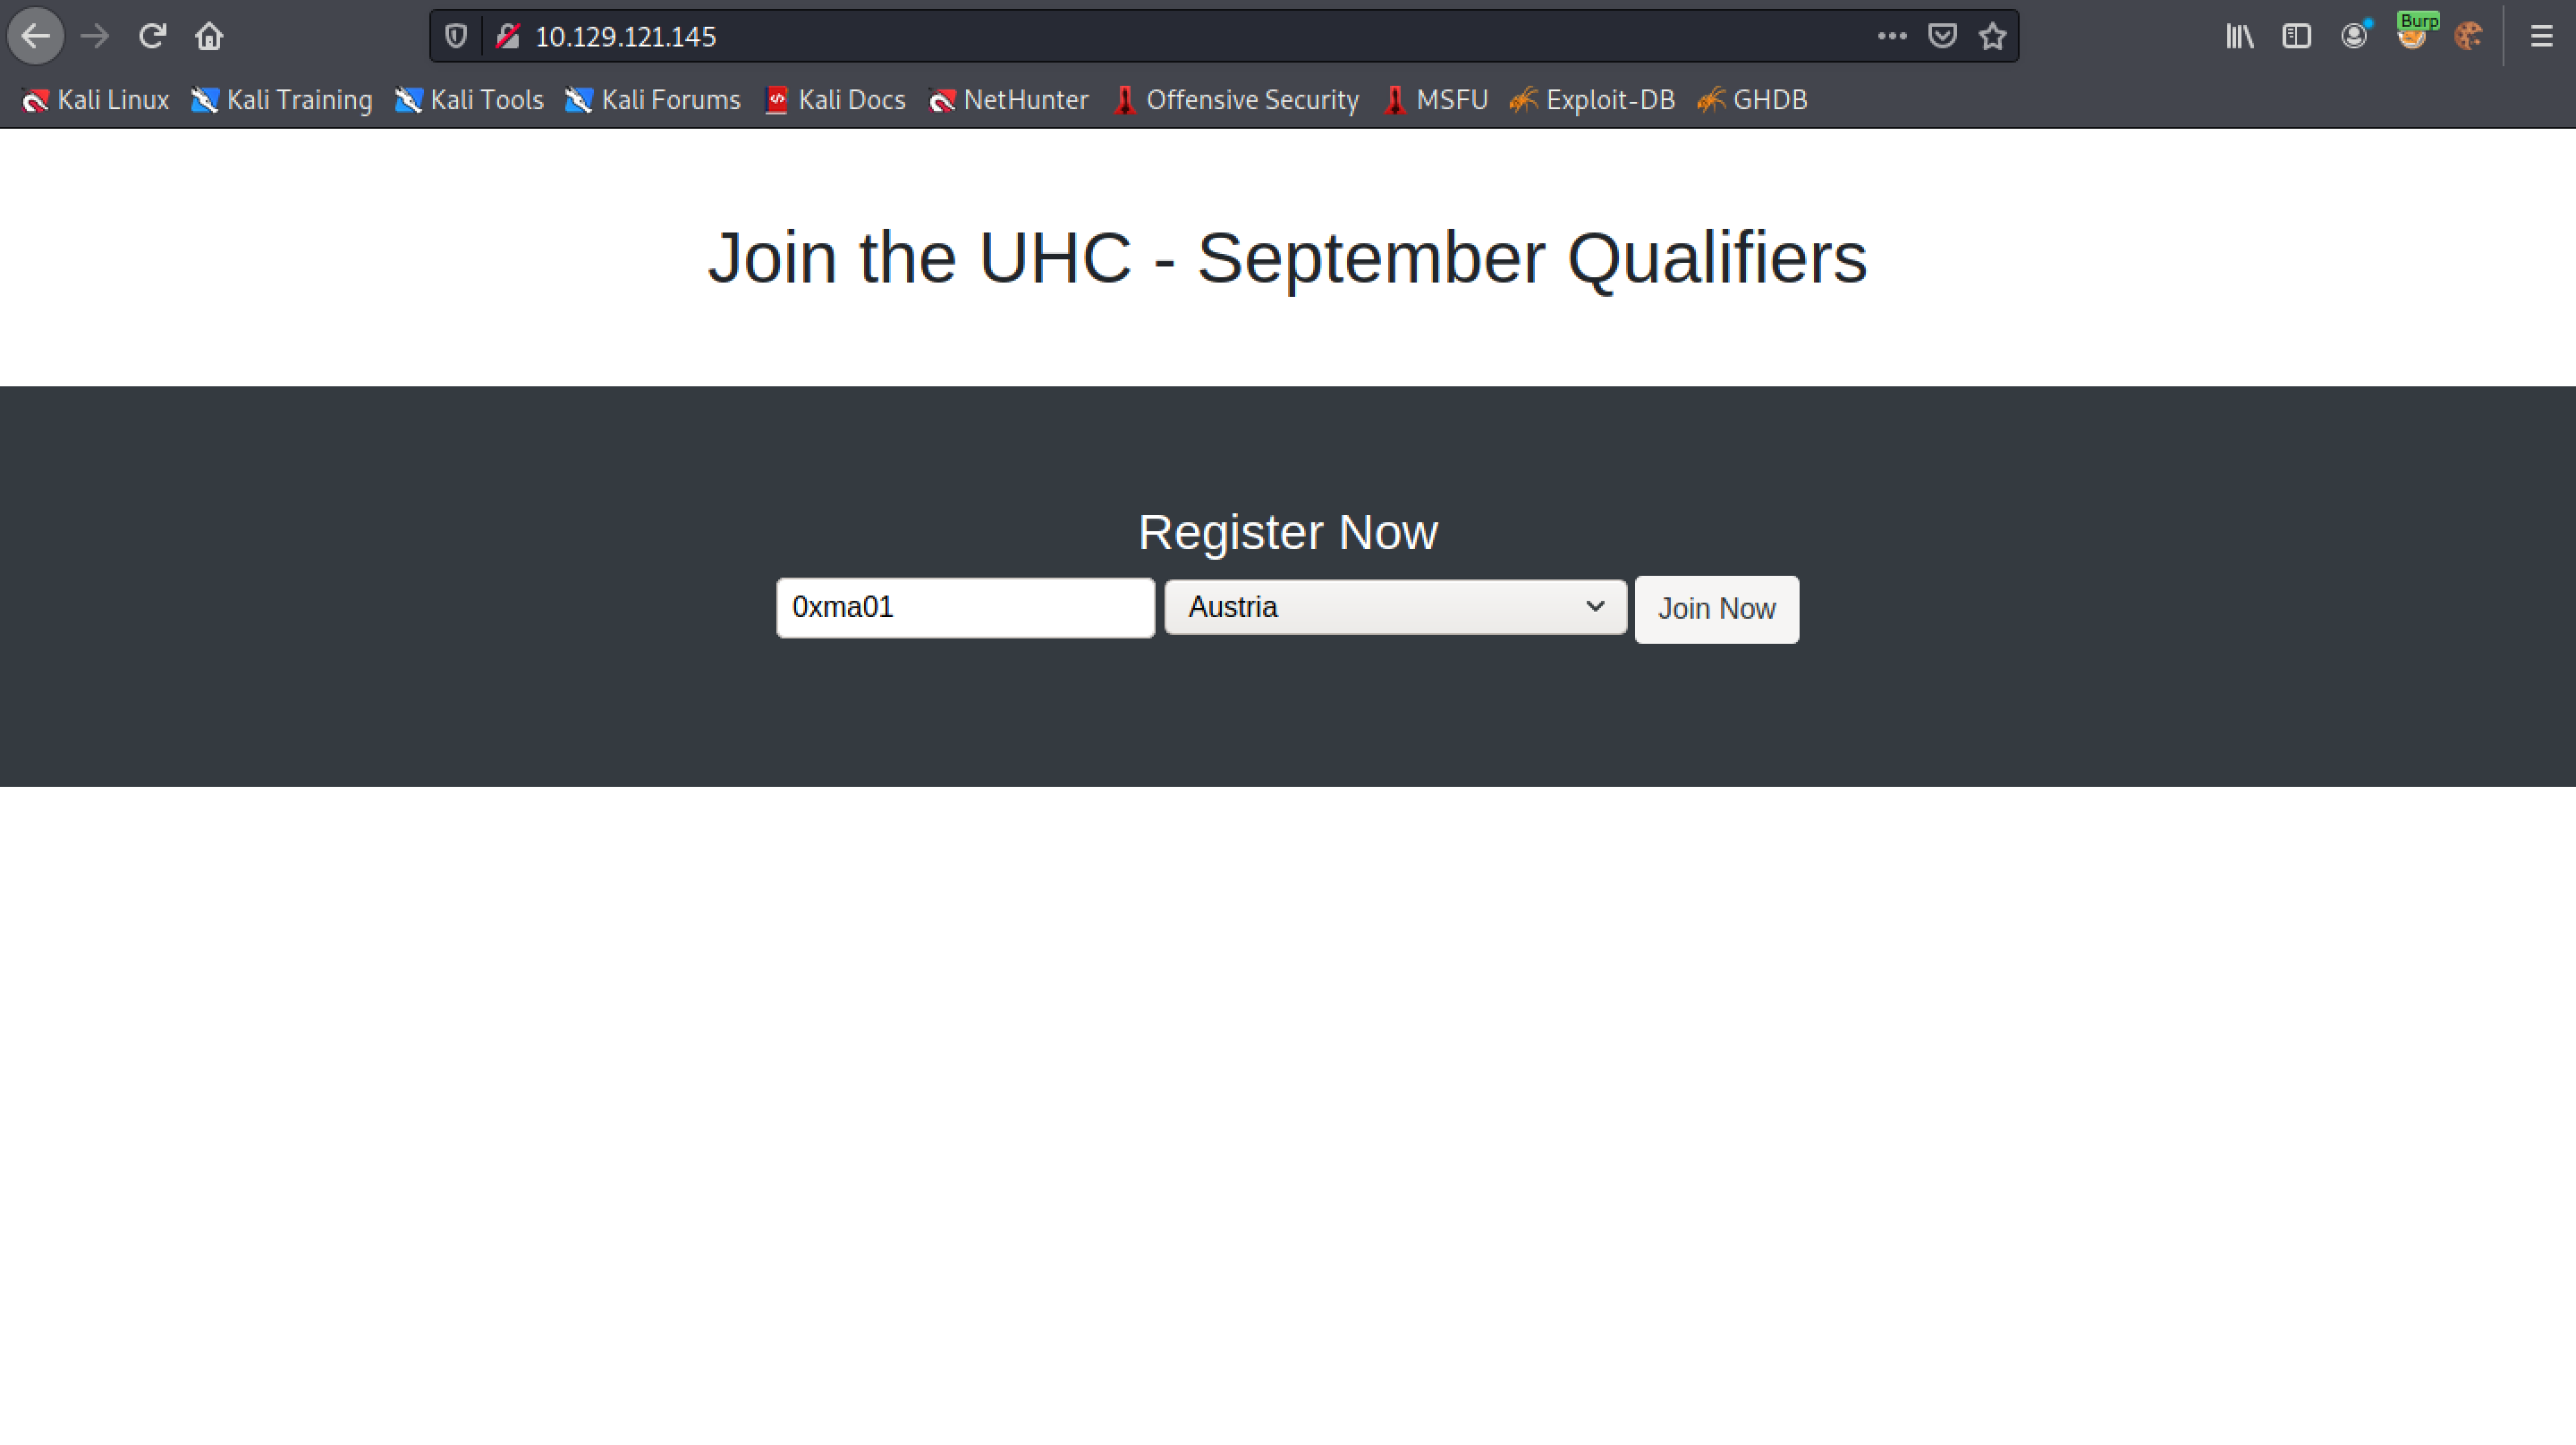 10.129.121.145
Burp
Kali Linux Kali Training Kali Tools Kali Forums Kali Docs NetHunter Offensive Security MSFU Exploit-DB GHDB
Join the UHC - September Qualifiers
Register Now
0xma01 Austria Join Now